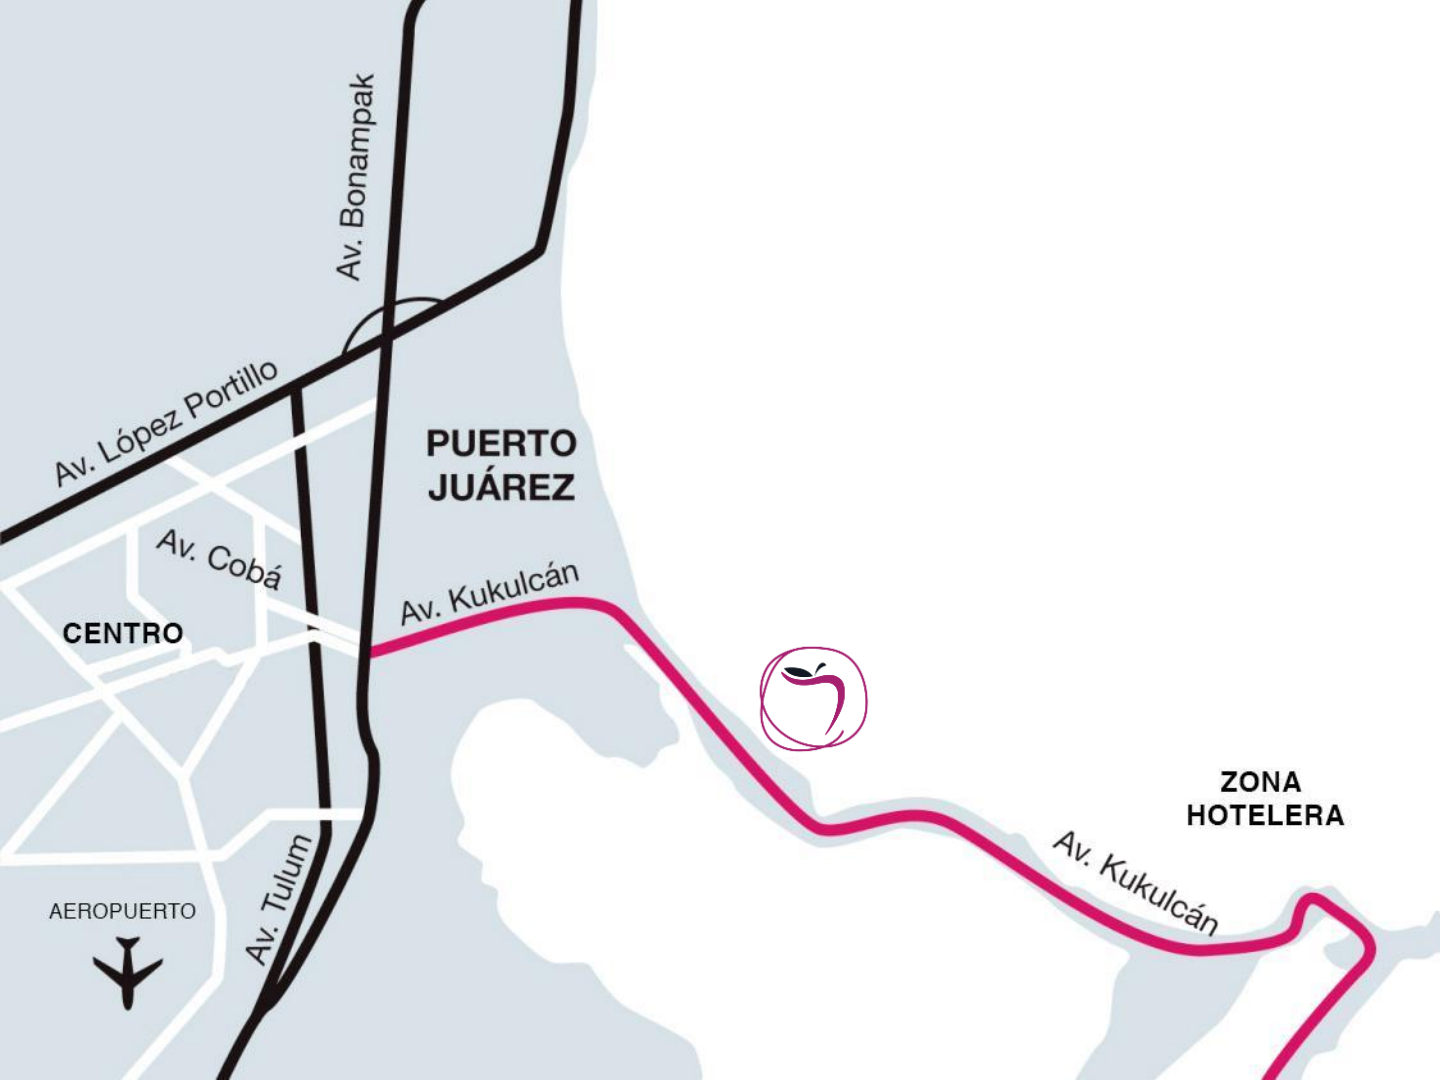 Av. Bonampak
Av. López Portillo
PUERTO
JUÁREZ
Av. Cobá
Av. Kukulcán
CENTRO
ZONA
HOTELERA
Av. Kukulcán
Av. Tulum
AEROPUERTO